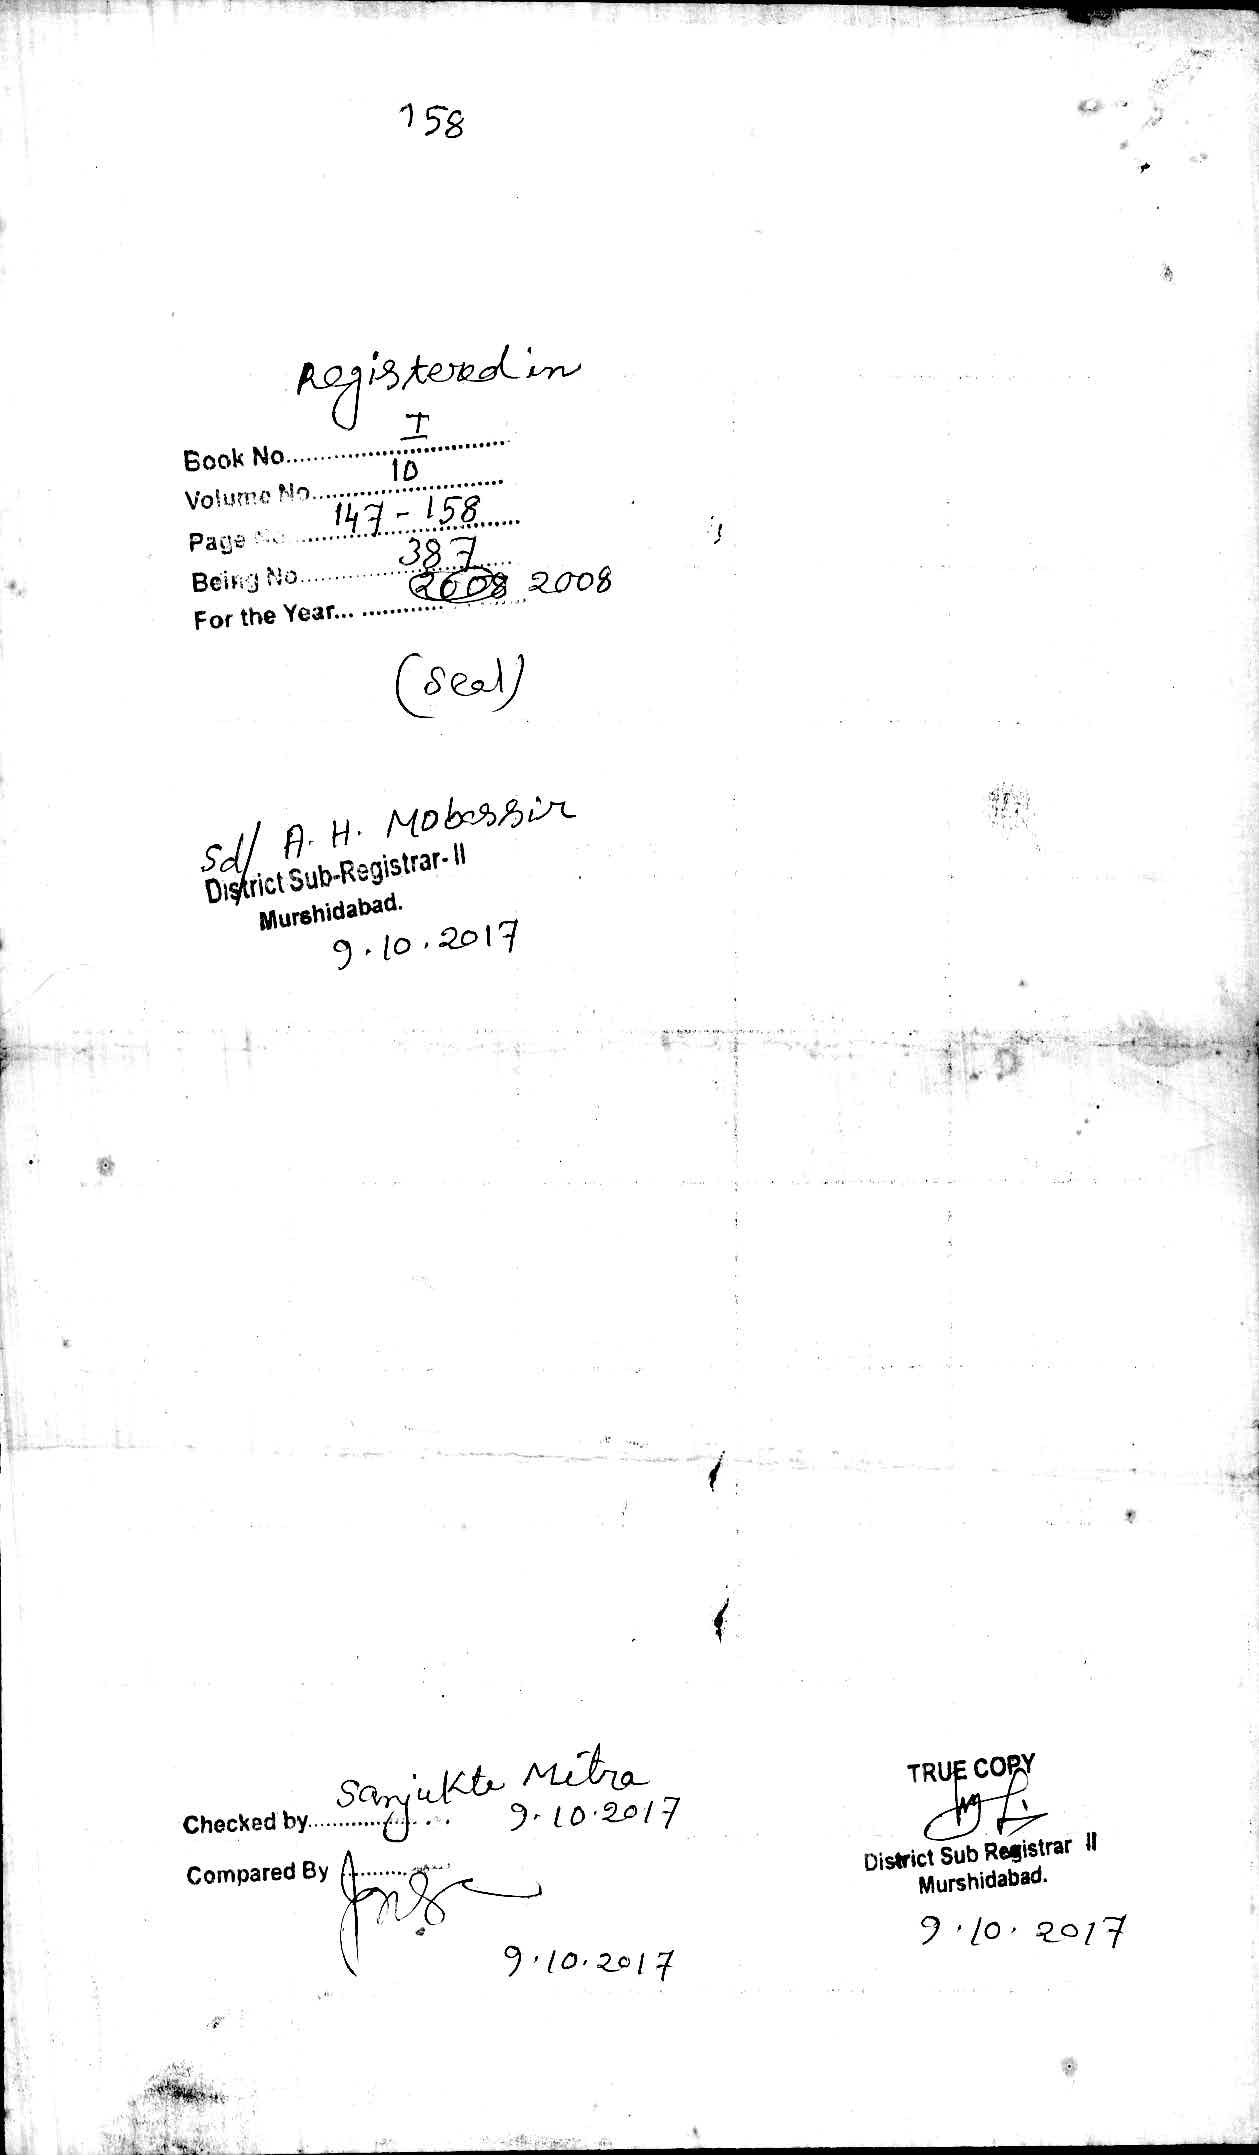 158
Registered in
Book No. I
Volume No. 10
Page No. 147 - 158
Being No. 387
For the Year... 2008 2008
(Seal)
Sd/ A. H. Mobassir
District Sub-Registrar- II
Murshidabad.
9.10.2017
Sanjukta Mitra
Checked by 9.10.2017
Compared By
9.10.2017
TRUE COPY
District Sub Registrar II
Murshidabad.
9.10.2017